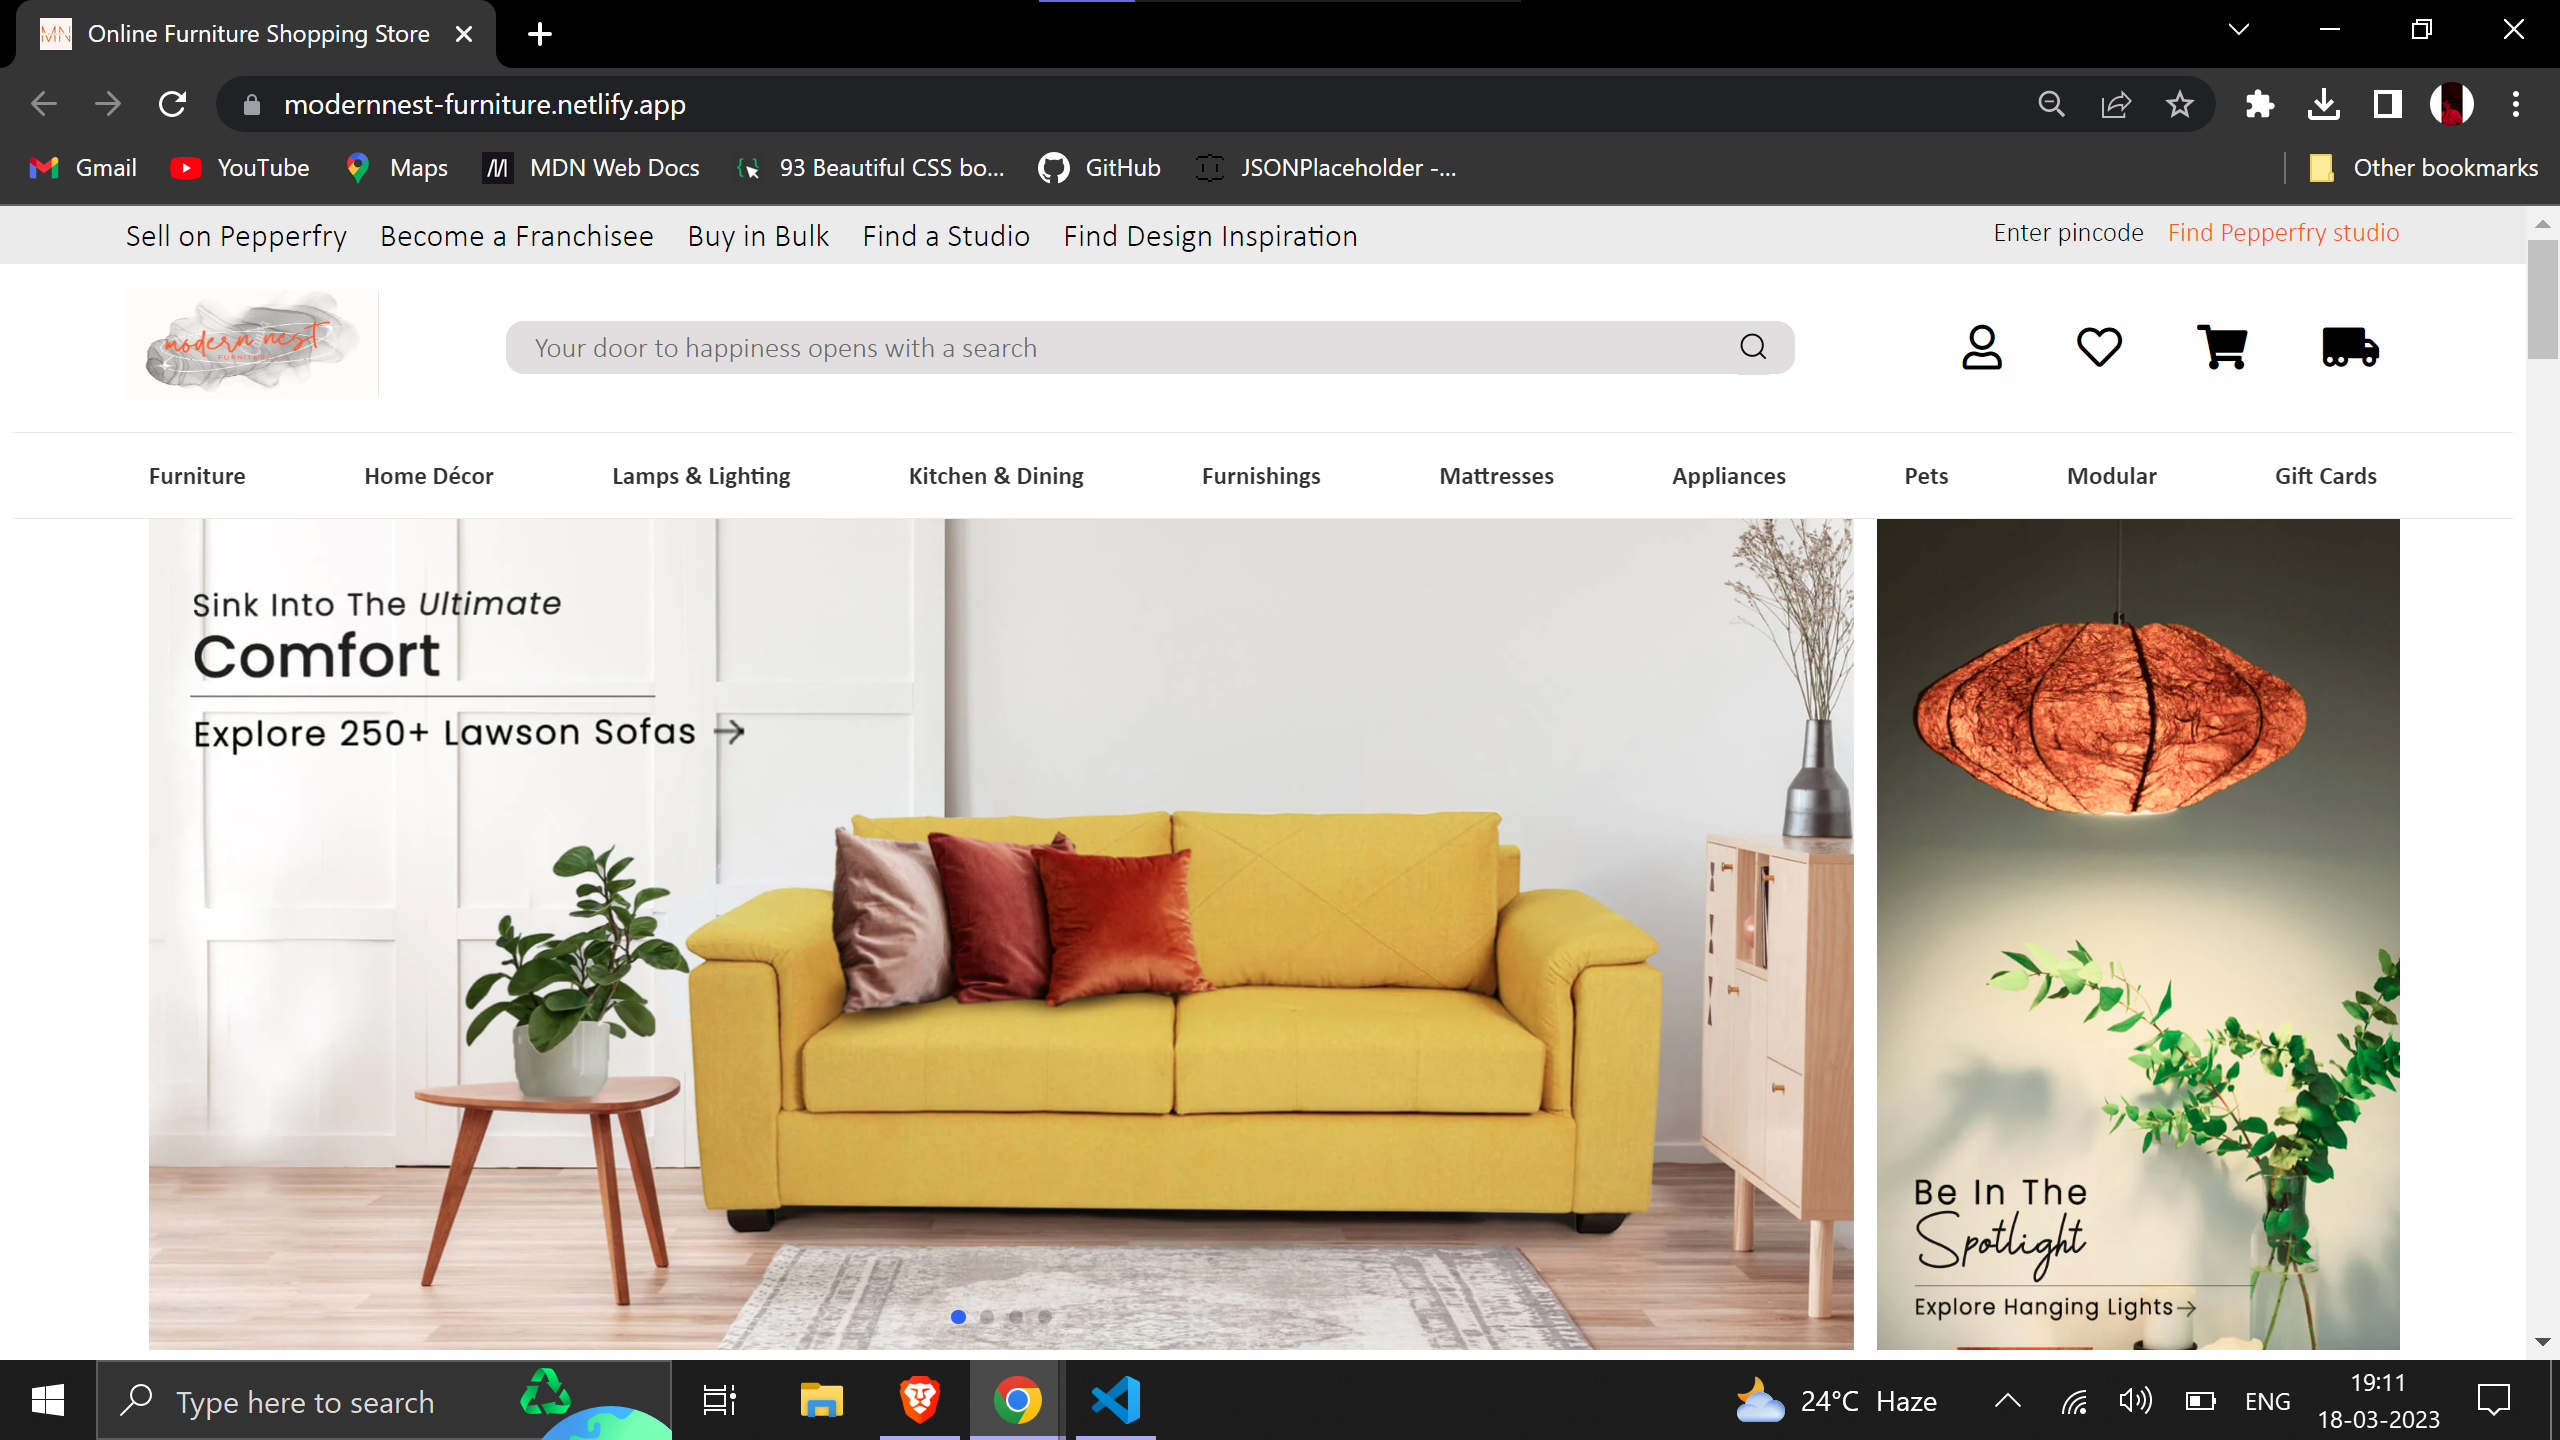 Online Furniture Shopping Store
modernnest-furniture.netlify.app
Gmail YouTube Maps MDN Web Docs 93 Beautiful CSS bo... GitHub JSONPlaceholder -... Other bookmarks
Sell on Pepperfry Become a Franchisee Buy in Bulk Find a Studio Find Design Inspiration Enter pincode Find Pepperfry studio
modern nest
FURNITURE
Your door to happiness opens with a search
Furniture Home Décor Lamps & Lighting Kitchen & Dining Furnishings Mattresses Appliances Pets Modular Gift Cards
Sink Into The Ultimate
Comfort
Explore 250+ Lawson Sofas →
Be In The
Spotlight
Explore Hanging Lights→
Type here to search
24°C Haze
ENG
19:11
18-03-2023